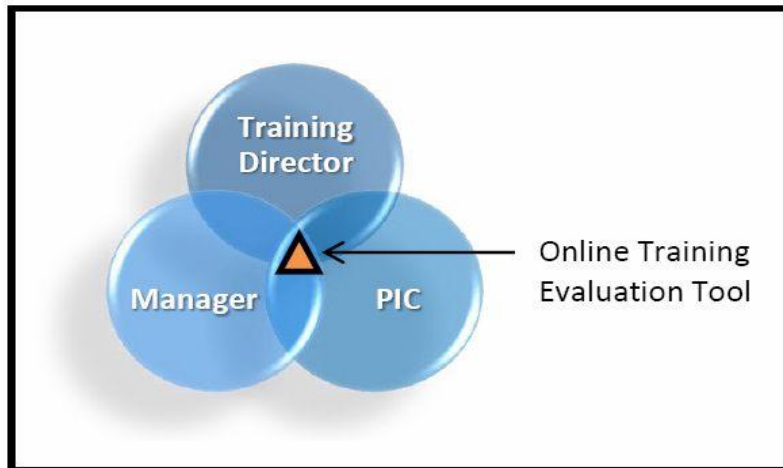 Training
Director
Manager
PIC
Online Training
Evaluation Tool